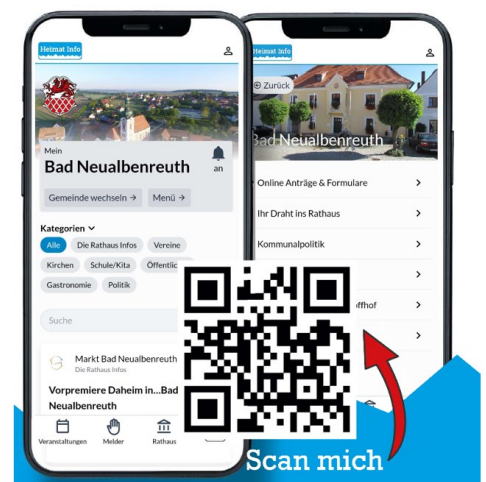 Heimat Info
Mein
Bad Neualbenreuth
an
Gemeinde wechseln →
Menü →
Kategorien
Alle
Die Rathaus Infos
Vereine
Kirchen
Schule/Kita
Gastronomie
Politik
Suche
Markt Bad Neualbenreuth
Die Rathaus Infos
Vorpremiere Daheim in...Bad
Neualbenreuth
Veranstaltungen
Melder
Rathaus
Heimat Info
Zurück
Bad Neualbenreuth
Online Anträge & Formulare
Ihr Draht ins Rathaus
Kommunalpolitik
Scan mich